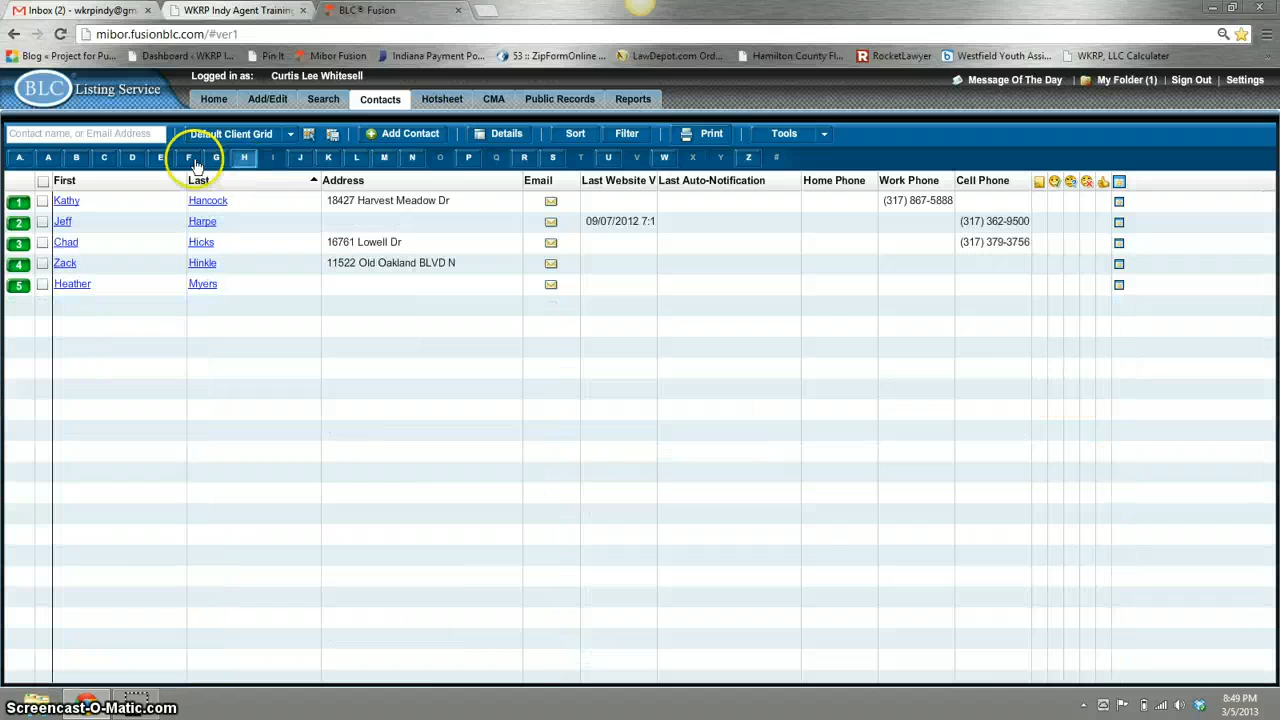 Inbox (2) - wkrpindy@gm × WKRP Indy Agent Training × BLC® Fusion ×
mibor.fusionblc.com/#ver1
Blog « Project for Pu... Dashboard ‹ WKRP I... Pin It Mibor Fusion Indiana Payment Pol... 53: ZipFormOnline ... LawDepot.com Ord... Hamilton County Fl... RocketLawyer Westfield Youth Assi... WKRP, LLC Calculater »
BLC Listing Service Logged in as: Curtis Lee Whitesell Message Of The Day My Folder (1) Sign Out Settings
Home Add/Edit Search Contacts Hotsheet CMA Public Records Reports
Contact name, or Email Address Default Client Grid Add Contact Details Sort Filter Print Tools
A. A B C D E F G H I J K L M N O P Q R S T U V W X Y Z #
First Last Address Email Last Website V Last Auto-Notification Home Phone Work Phone Cell Phone
1 Kathy Hancock 18427 Harvest Meadow Dr (317) 867-5888
2 Jeff Harpe 09/07/2012 7:1 (317) 362-9500
3 Chad Hicks 16761 Lowell Dr (317) 379-3756
4 Zack Hinkle 11522 Old Oakland BLVD N
5 Heather Myers
8:49 PM
Screencast-O-Matic.com 3/5/2013